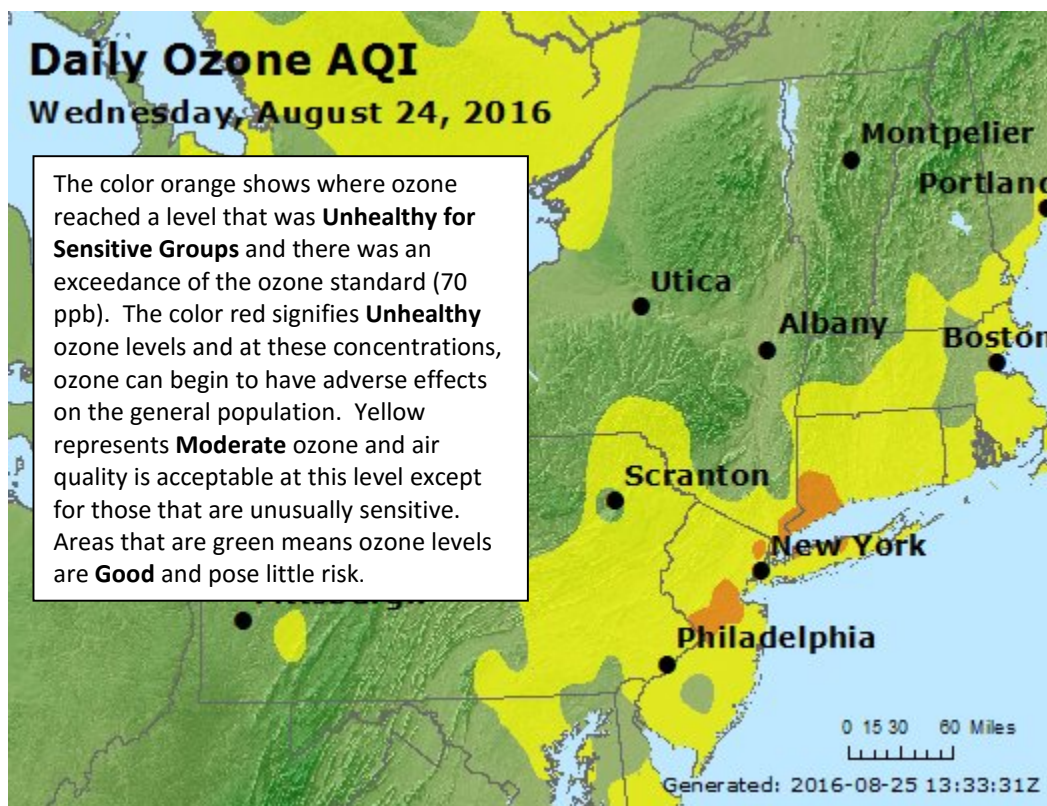 Daily Ozone AQI
Wednesday, August 24, 2016
The color orange shows where ozone
reached a level that was Unhealthy for
Sensitive Groups and there was an
exceedance of the ozone standard (70
ppb).  The color red signifies Unhealthy
ozone levels and at these concentrations,
ozone can begin to have adverse effects
on the general population.  Yellow
represents Moderate ozone and air
quality is acceptable at this level except
for those that are unusually sensitive.
Areas that are green means ozone levels
are Good and pose little risk.
Montpelier
Portland
Utica
Albany
Boston
Scranton
New York
Philadelphia
0 15 30 60 Miles
Generated: 2016-08-25 13:33:31Z